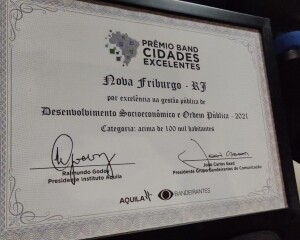 PRÊMIO BAND
CIDADES
EXCELENTES
Nova Friburgo - RJ
por excelência na gestão pública de
Desenvolvimento Socioeconômico e Ordem Pública - 2021
Categoria: acima de 100 mil habitantes
Raimundo Godoy
Presidente Instituto Aquila
João Carlos Saad
Presidente Grupo Bandeirantes de Comunicação
AQUILA
BANDEIRANTES